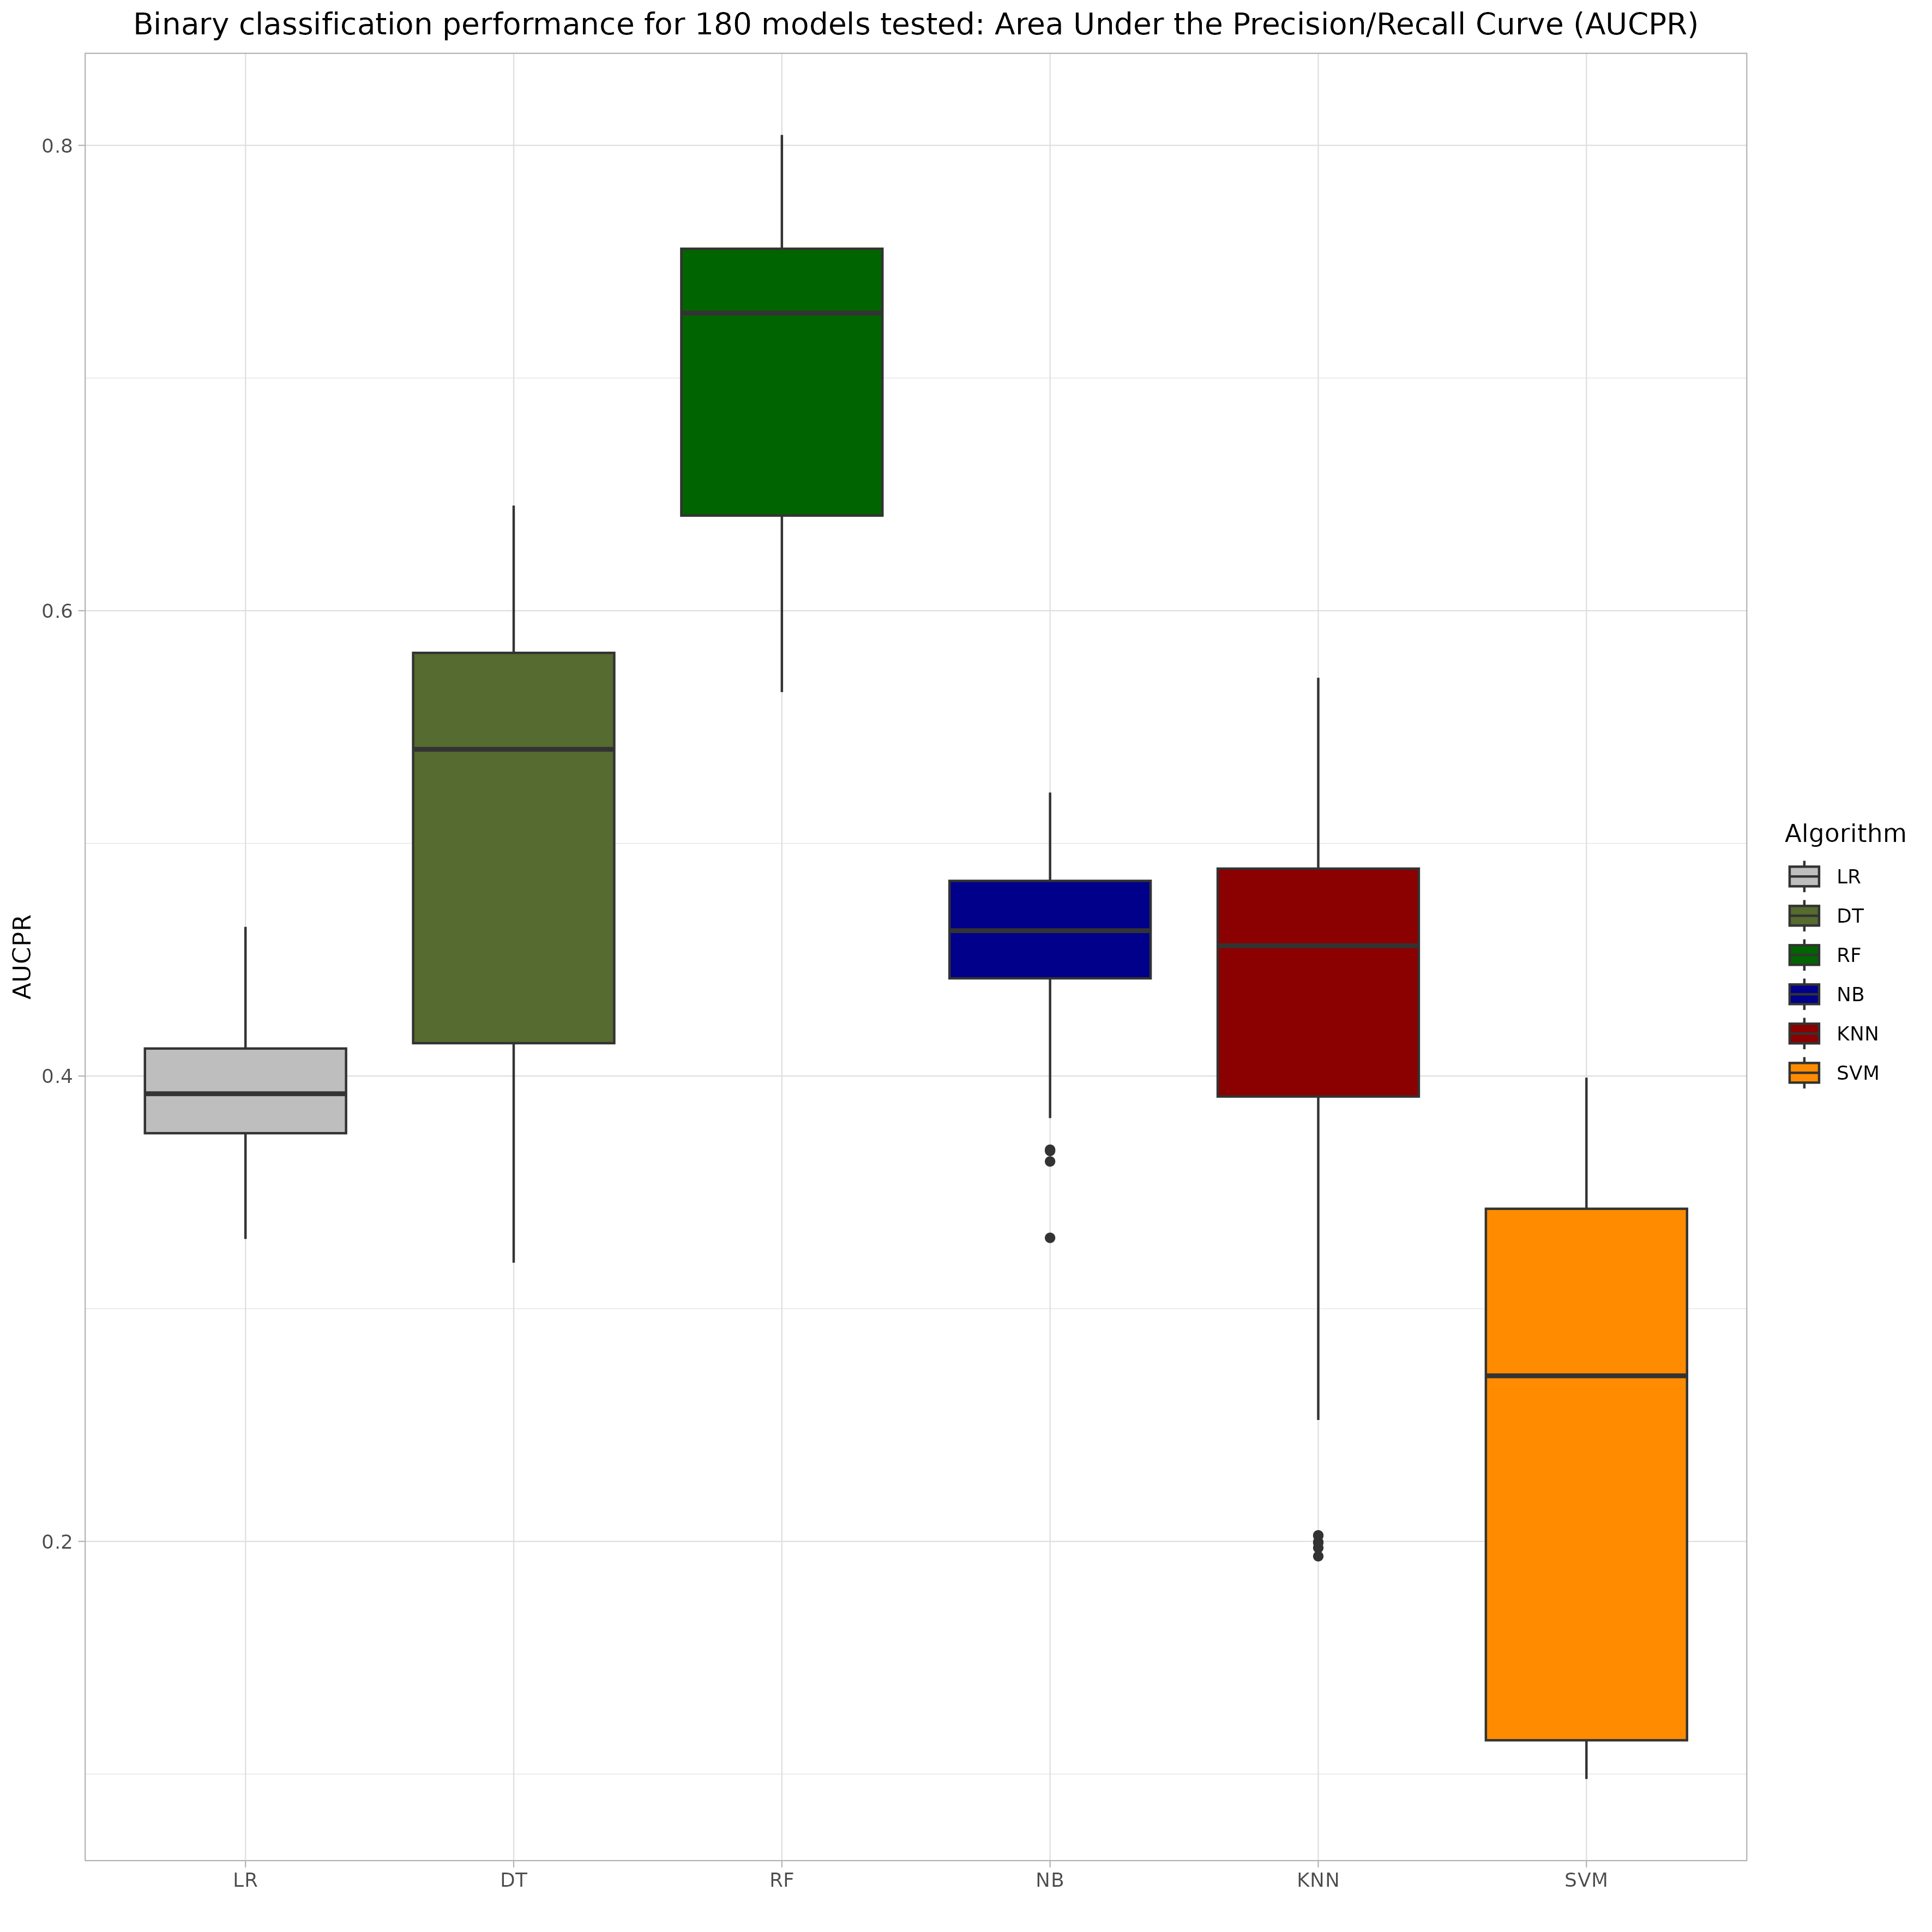 Binary classification performance for 180 models tested: Area Under the Precision/Recall Curve (AUCPR)
0.8
0.6
0.4
0.2
AUCPR
LR DT RF NB KNN SVM
Algorithm
LR
DT
RF
NB
KNN
SVM